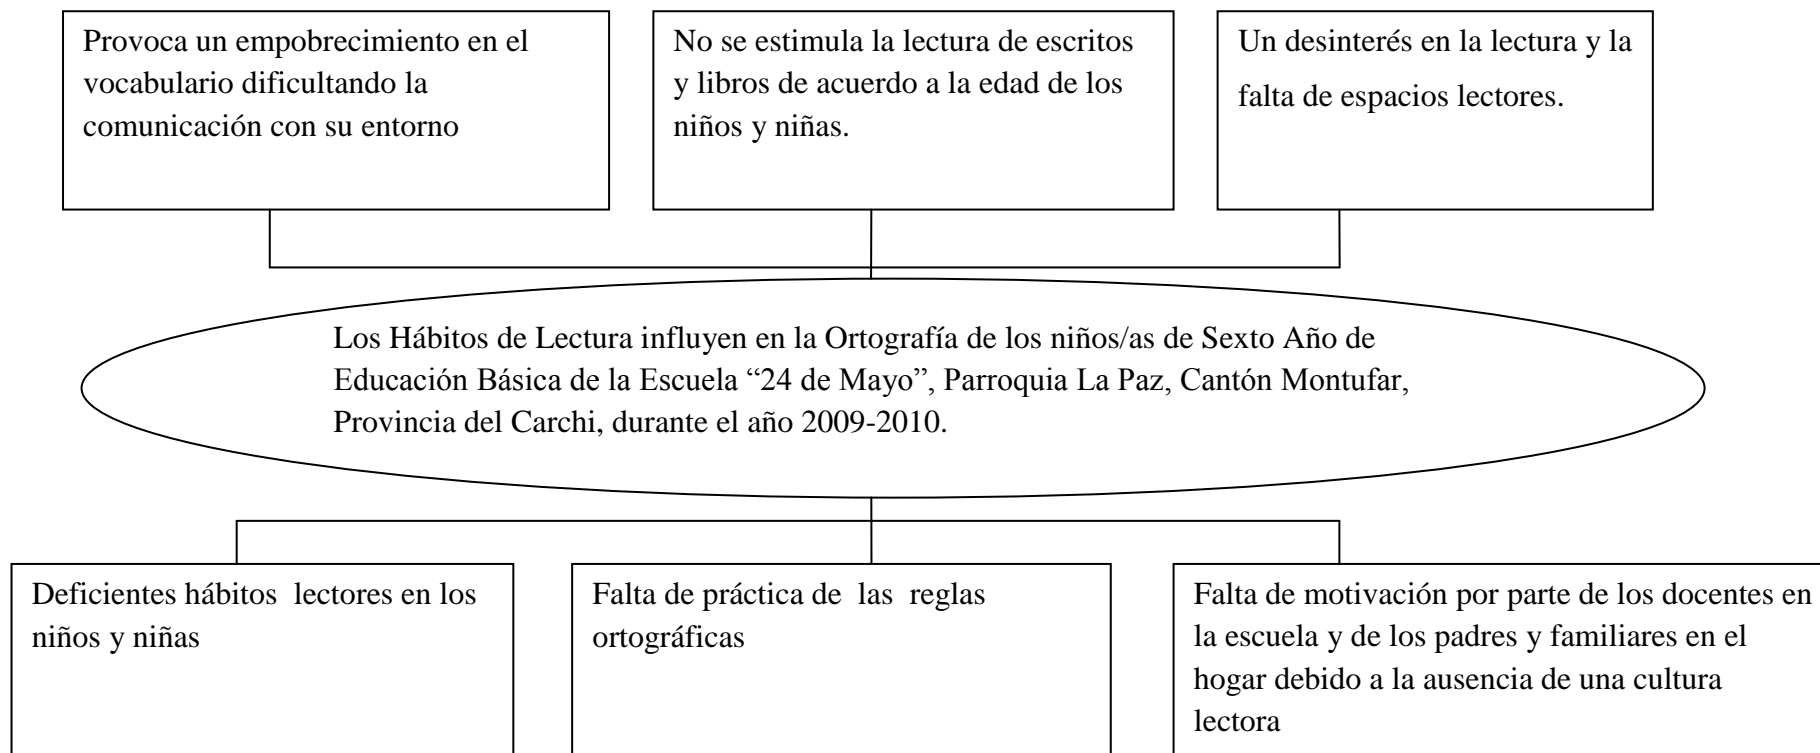 Provoca un empobrecimiento en el
vocabulario dificultando la
comunicación con su entorno
No se estimula la lectura de escritos
y libros de acuerdo a la edad de los
niños y niñas.
Un desinterés en la lectura y la
falta de espacios lectores.
Los Hábitos de Lectura influyen en la Ortografía de los niños/as de Sexto Año de
Educación Básica de la Escuela “24 de Mayo”, Parroquia La Paz, Cantón Montufar,
Provincia del Carchi, durante el año 2009-2010.
Deficientes hábitos lectores en los
niños y niñas
Falta de práctica de las reglas
ortográficas
Falta de motivación por parte de los docentes en
la escuela y de los padres y familiares en el
hogar debido a la ausencia de una cultura
lectora